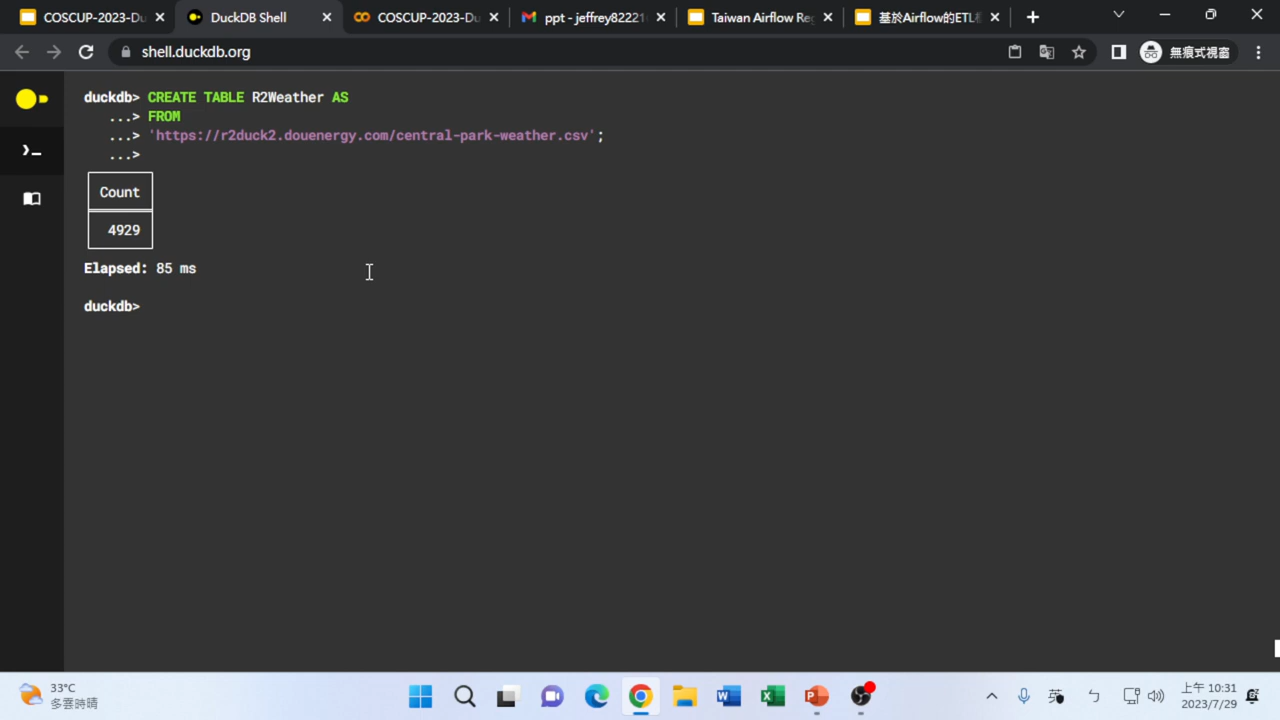 COSCUP-2023-Du
DuckDB Shell
COSCUP-2023-Du
ppt - jeffrey82221
Taiwan Airflow Reg
基於Airflow的ETL
shell.duckdb.org
無痕式視窗
duckdb> CREATE TABLE R2Weather AS
...> FROM
...> 'https://r2duck2.douenergy.com/central-park-weather.csv';
...>
Count
4929
Elapsed: 85 ms
duckdb>
33°C
多雲時晴
英
ㄅ
上午 10:31
2023/7/29